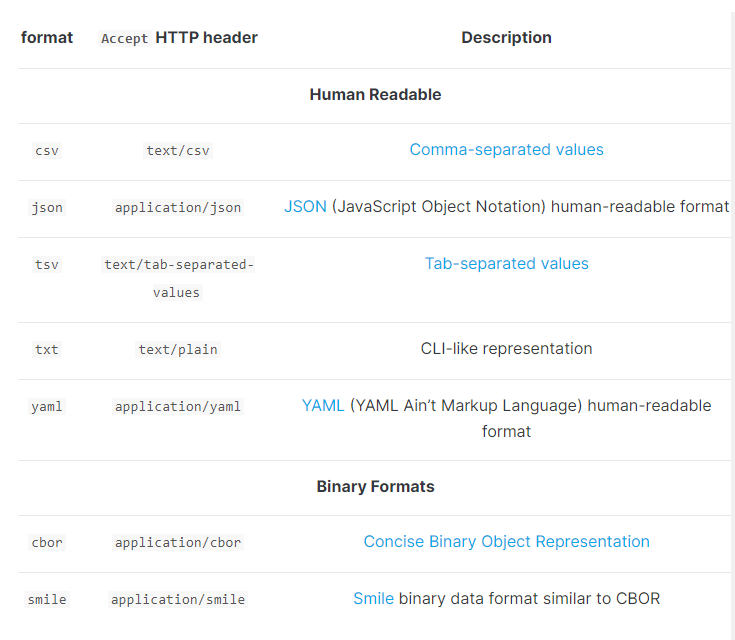 format Accept HTTP header Description
Human Readable
csv text/csv Comma-separated values
json application/json JSON (JavaScript Object Notation) human-readable format
tsv text/tab-separated- Tab-separated values
values
txt text/plain CLI-like representation
yaml application/yaml YAML (YAML Ain’t Markup Language) human-readable
format
Binary Formats
cbor application/cbor Concise Binary Object Representation
smile application/smile Smile binary data format similar to CBOR